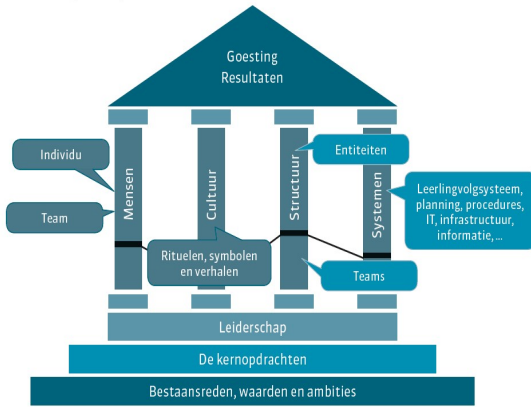 Goesting
Resultaten
Individu
Team
Mensen
Cultuur
Rituelen, symbolen
en verhalen
Structuur
Entiteiten
Teams
Systemen
Leerlingvolgsysteem,
planning, procedures,
IT, infrastructuur,
informatie, ...
Leiderschap
De kernopdrachten
Bestaansreden, waarden en ambities